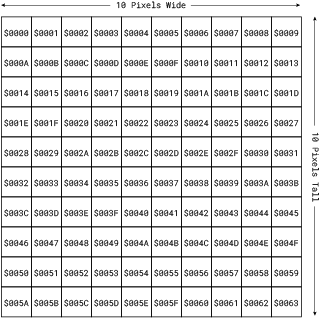 10 Pixels Wide
$0000 $0001 $0002 $0003 $0004 $0005 $0006 $0007 $0008 $0009
$000A $000B $000C $000D $000E $000F $0010 $0011 $0012 $0013
$0014 $0015 $0016 $0017 $0018 $0019 $001A $001B $001C $001D
$001E $001F $0020 $0021 $0022 $0023 $0024 $0025 $0026 $0027
$0028 $0029 $002A $002B $002C $002D $002E $002F $0030 $0031
$0032 $0033 $0034 $0035 $0036 $0037 $0038 $0039 $003A $003B
$003C $003D $003E $003F $0040 $0041 $0042 $0043 $0044 $0045
$0046 $0047 $0048 $0049 $004A $004B $004C $004D $004E $004F
$0050 $0051 $0052 $0053 $0054 $0055 $0056 $0057 $0058 $0059
$005A $005B $005C $005D $005E $005F $0060 $0061 $0062 $0063
10 Pixels Tall